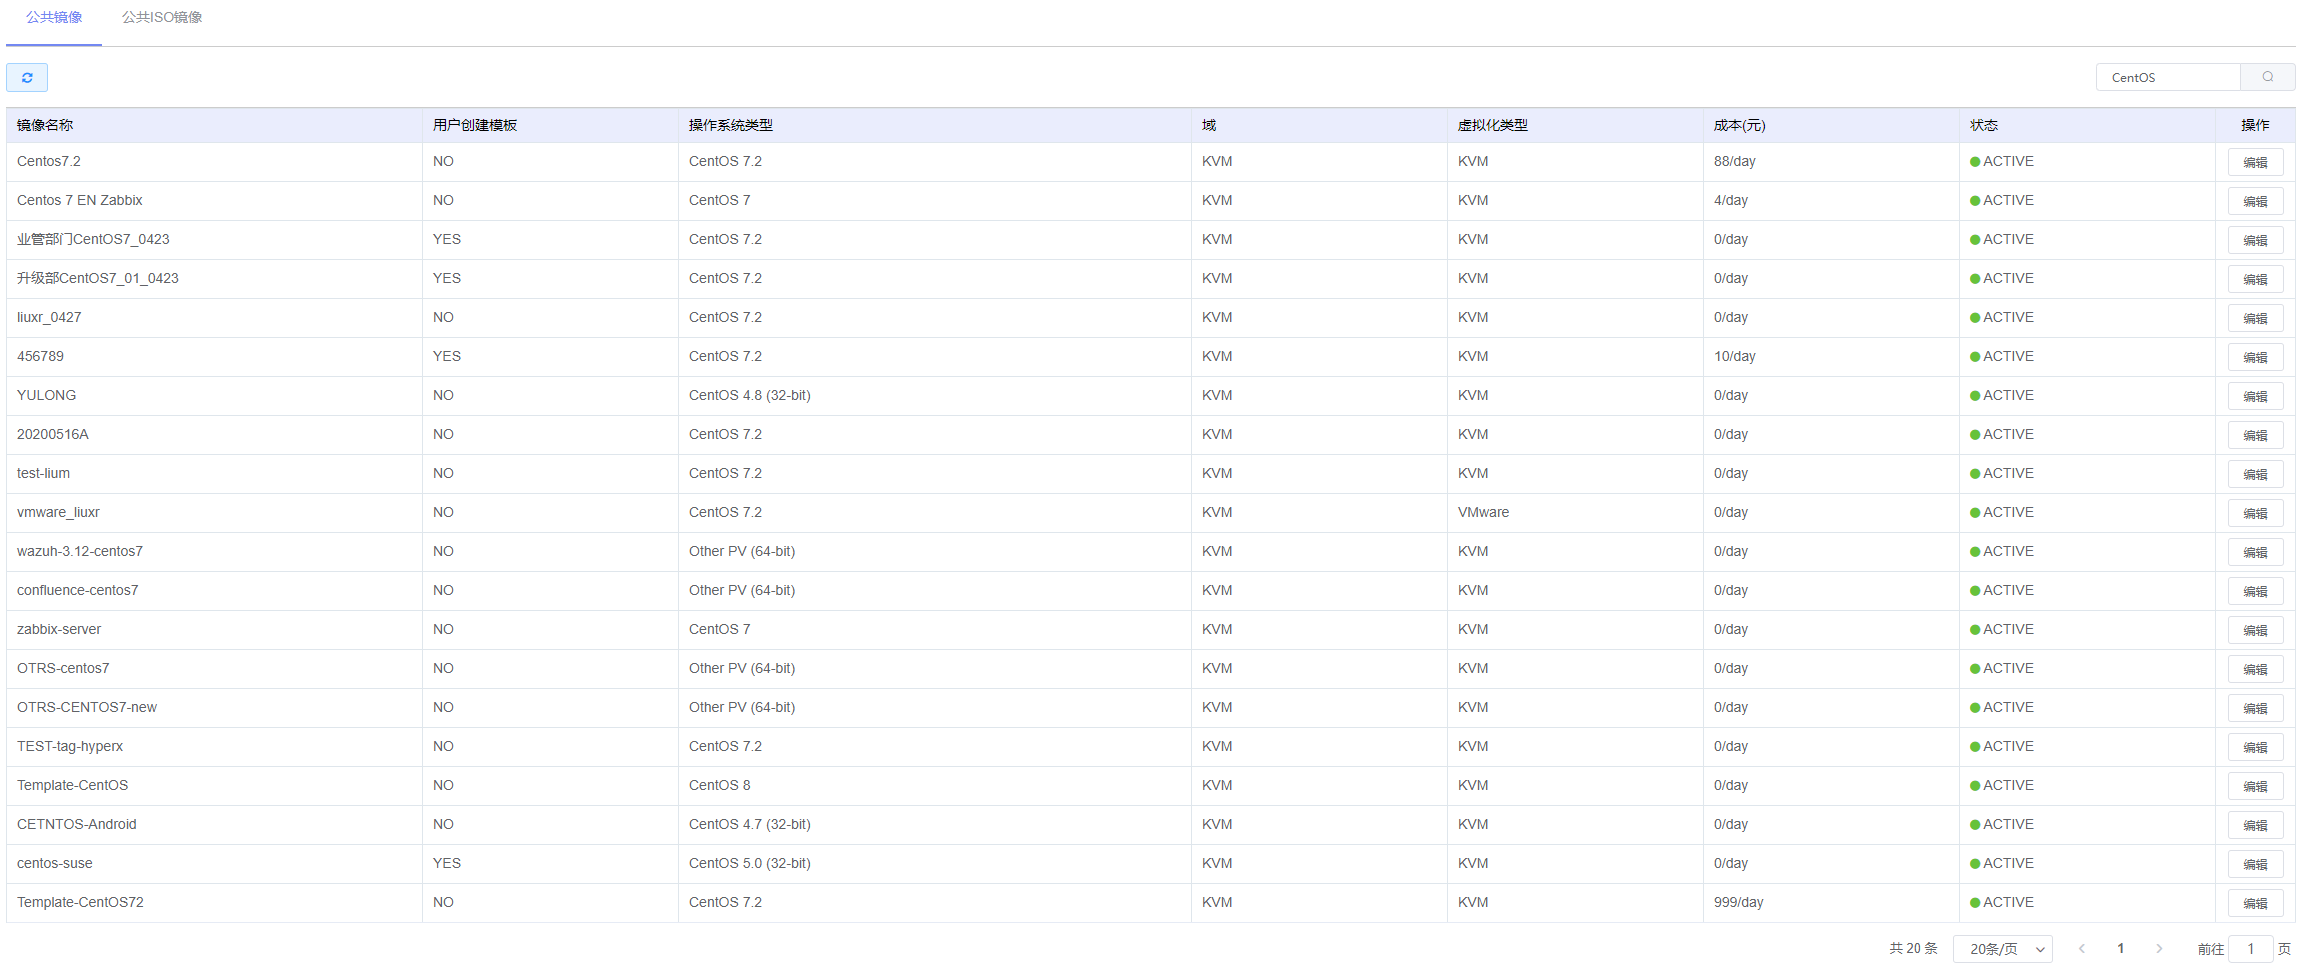 公共镜像 公共ISO镜像
CentOS
镜像名称 用户创建模板 操作系统类型 域 虚拟化类型 成本(元) 状态 操作
Centos7.2 NO CentOS 7.2 KVM KVM 88/day ACTIVE 编辑
Centos 7 EN Zabbix NO CentOS 7 KVM KVM 4/day ACTIVE 编辑
业管部门CentOS7_0423 YES CentOS 7.2 KVM KVM 0/day ACTIVE 编辑
升级部CentOS7_01_0423 YES CentOS 7.2 KVM KVM 0/day ACTIVE 编辑
liuxr_0427 NO CentOS 7.2 KVM KVM 0/day ACTIVE 编辑
456789 YES CentOS 7.2 KVM KVM 10/day ACTIVE 编辑
YULONG NO CentOS 4.8 (32-bit) KVM KVM 0/day ACTIVE 编辑
20200516A NO CentOS 7.2 KVM KVM 0/day ACTIVE 编辑
test-lium NO CentOS 7.2 KVM KVM 0/day ACTIVE 编辑
vmware_liuxr NO CentOS 7.2 KVM VMware 0/day ACTIVE 编辑
wazuh-3.12-centos7 NO Other PV (64-bit) KVM KVM 0/day ACTIVE 编辑
confluence-centos7 NO Other PV (64-bit) KVM KVM 0/day ACTIVE 编辑
zabbix-server NO CentOS 7 KVM KVM 0/day ACTIVE 编辑
OTRS-centos7 NO Other PV (64-bit) KVM KVM 0/day ACTIVE 编辑
OTRS-CENTOS7-new NO Other PV (64-bit) KVM KVM 0/day ACTIVE 编辑
TEST-tag-hyperx NO CentOS 7.2 KVM KVM 0/day ACTIVE 编辑
Template-CentOS NO CentOS 8 KVM KVM 0/day ACTIVE 编辑
CETNTOS-Android NO CentOS 4.7 (32-bit) KVM KVM 0/day ACTIVE 编辑
centos-suse YES CentOS 5.0 (32-bit) KVM KVM 0/day ACTIVE 编辑
Template-CentOS72 NO CentOS 7.2 KVM KVM 999/day ACTIVE 编辑
共 20 条 20条/页 1 前往 1 页